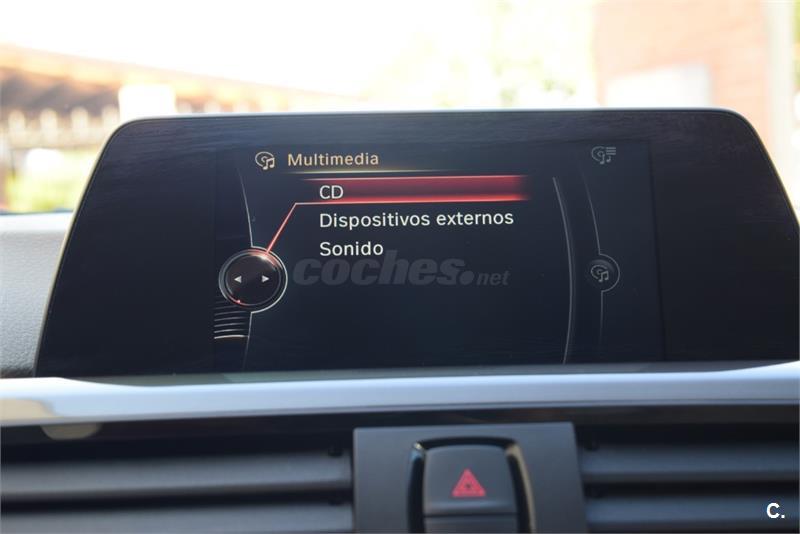 Multimedia
CD
Dispositivos externos
Sonido
coches.net
C.